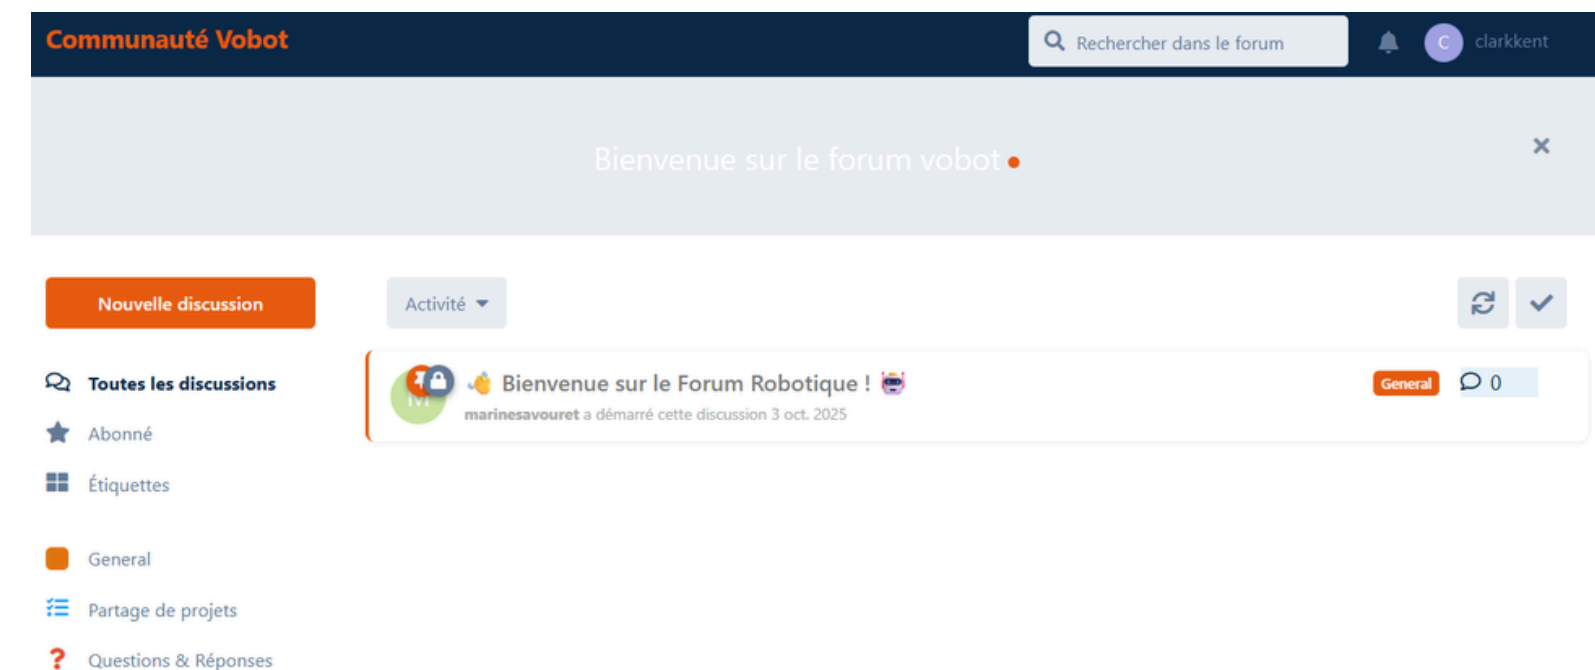 Communauté Vobot
Rechercher dans le forum
C
clarkkent
Bienvenue sur le forum vobot
Nouvelle discussion
Activité
Toutes les discussions
Abonné
Étiquettes
General
Partage de projets
Questions & Réponses
M
Bienvenue sur le Forum Robotique !
marinesavouret a démarré cette discussion 3 oct. 2025
General
0